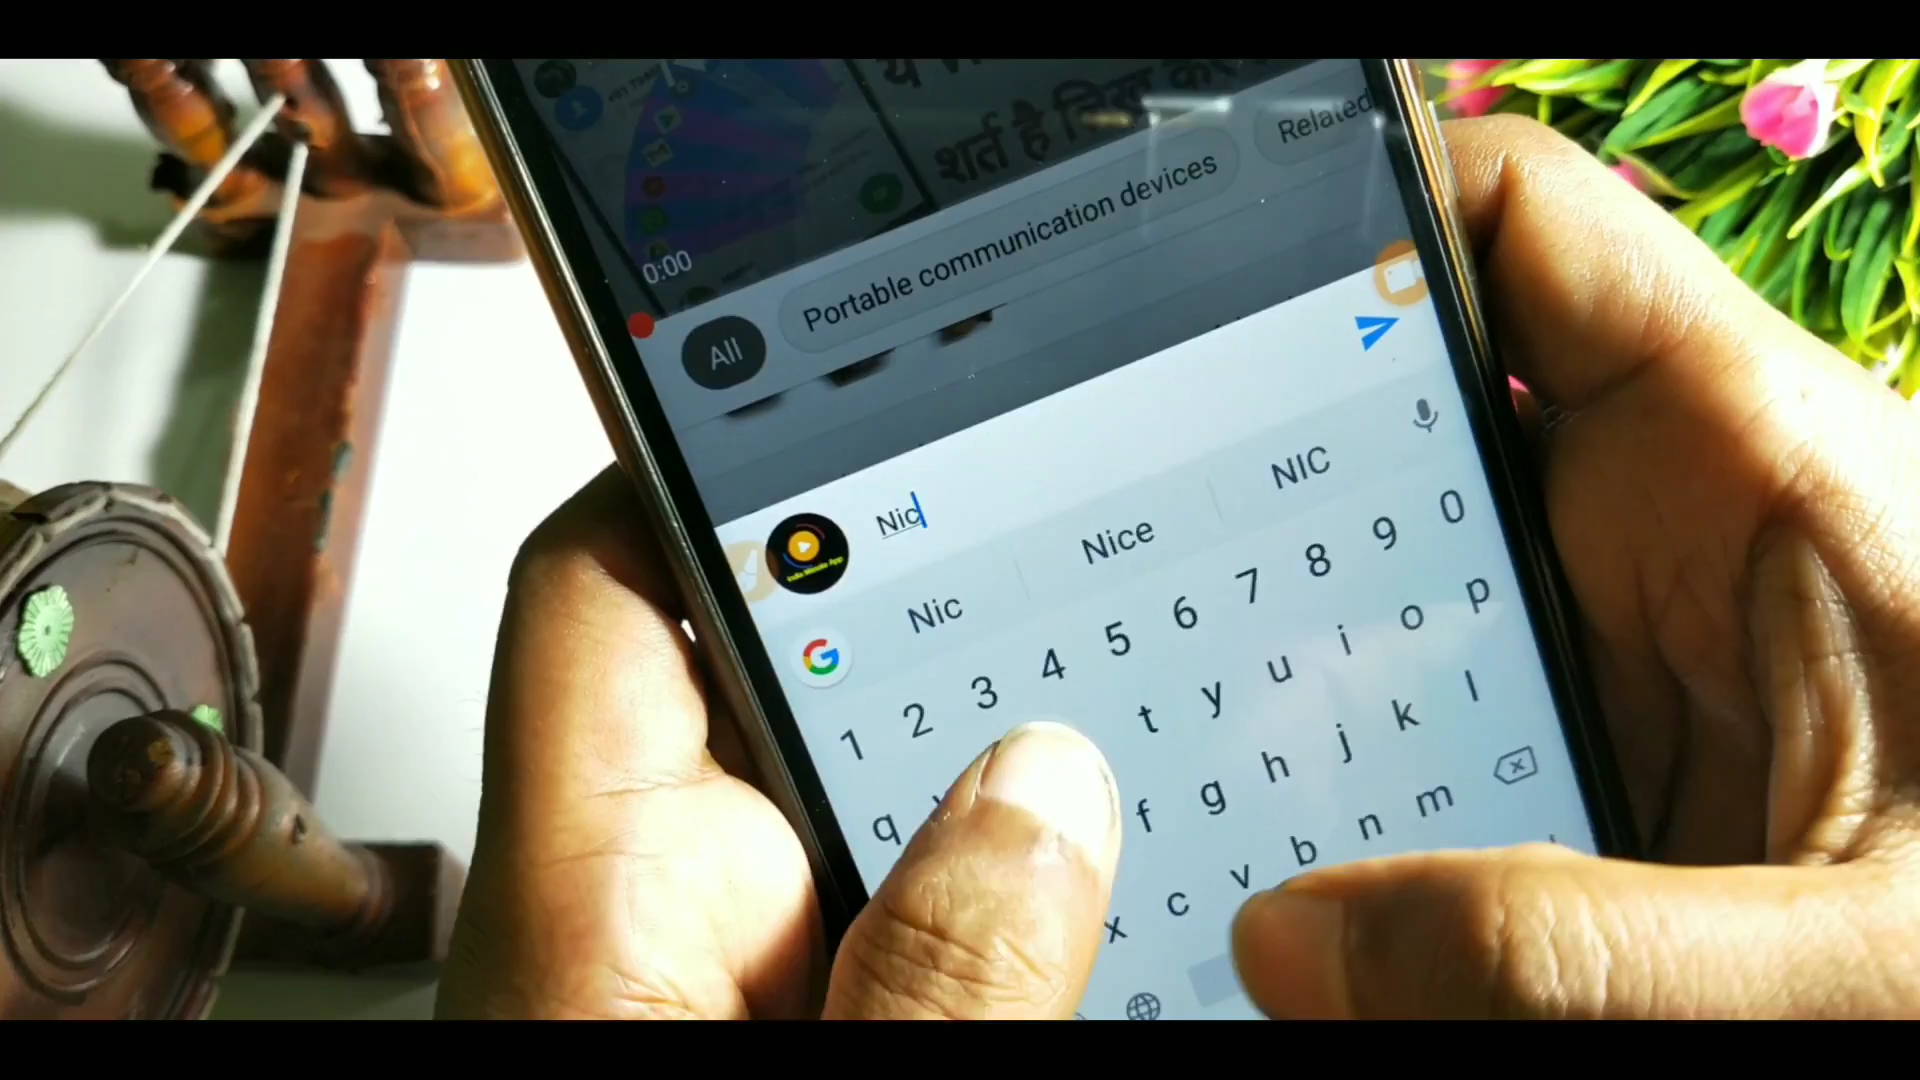 शर्त है
0:00
All
Portable communication devices
Related
Nic
Nic
Nice
NIC
1 2 3 4 5 6 7 8 9 0
q t y u i o p
f g h j k l
x c v b n m